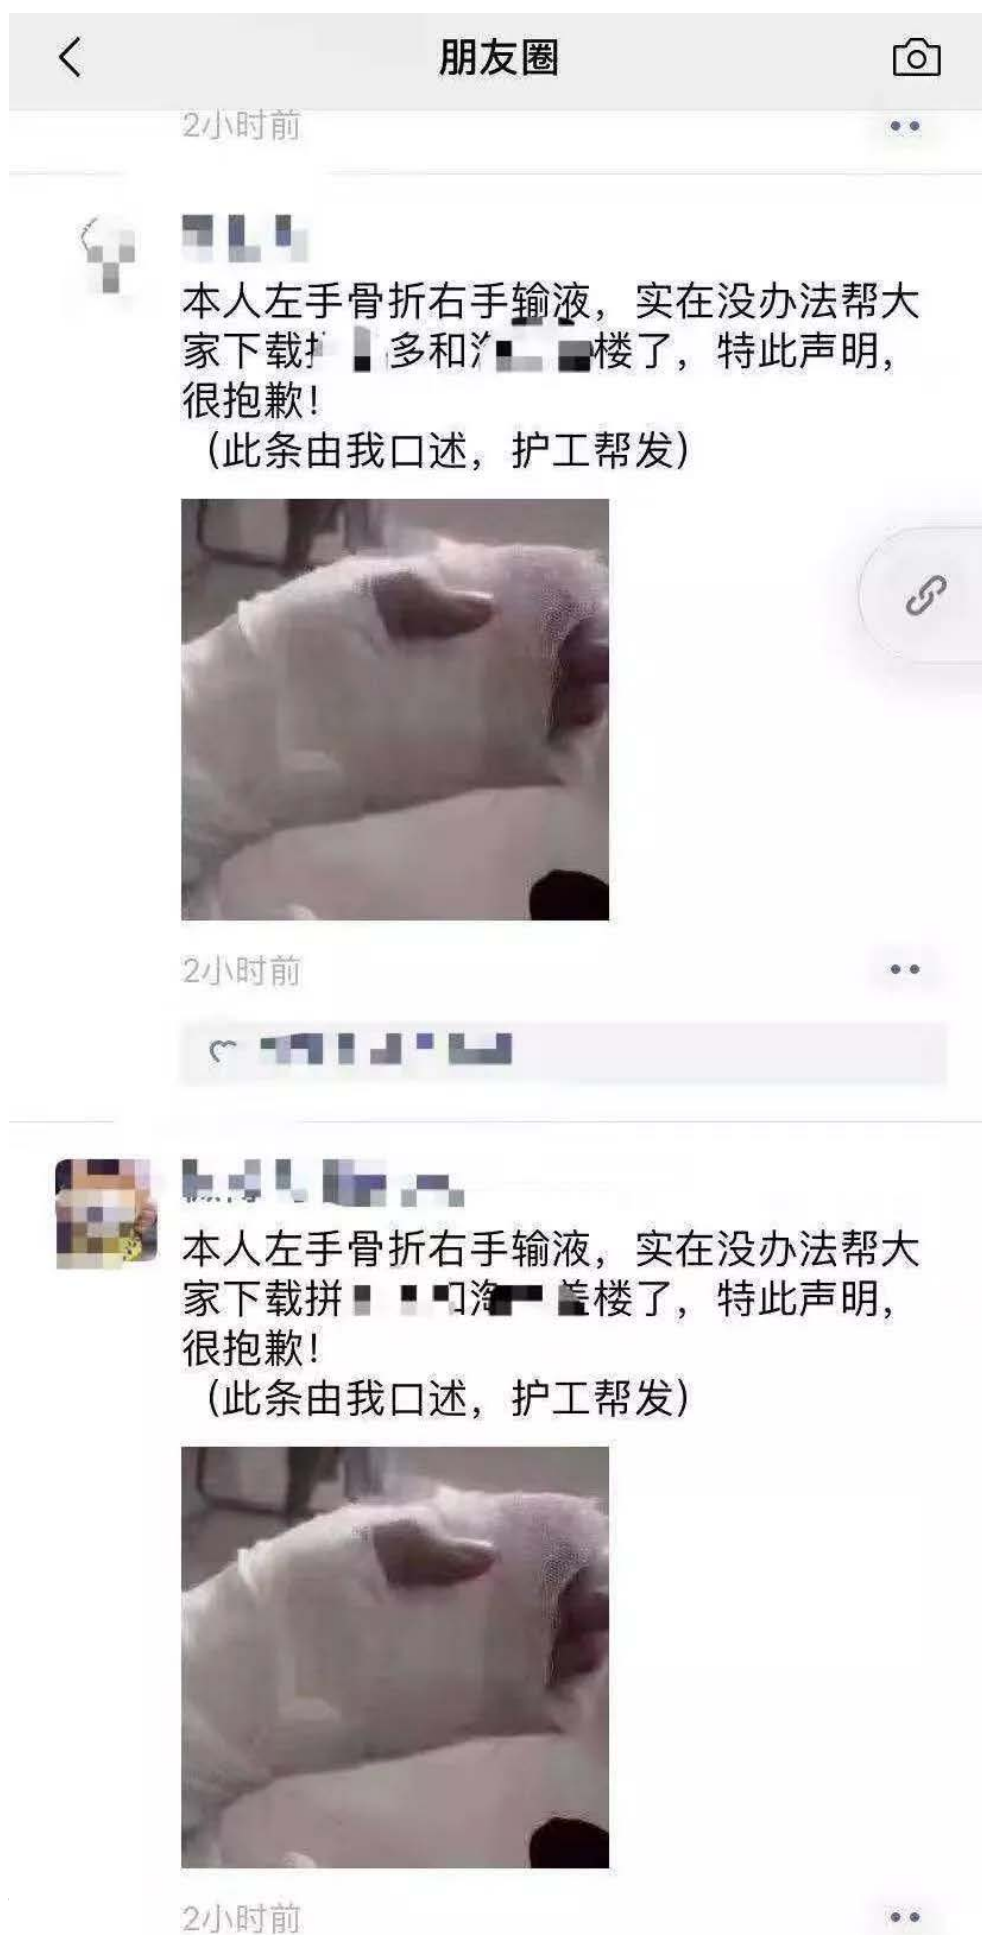 朋友圈
2小时前
本人左手骨折右手输液，实在没办法帮大
家下载 多和 楼了，特此声明，
很抱歉！
（此条由我口述，护工帮发）
2小时前
本人左手骨折右手输液，实在没办法帮大
家下载拼 楼了，特此声明，
很抱歉！
（此条由我口述，护工帮发）
2小时前